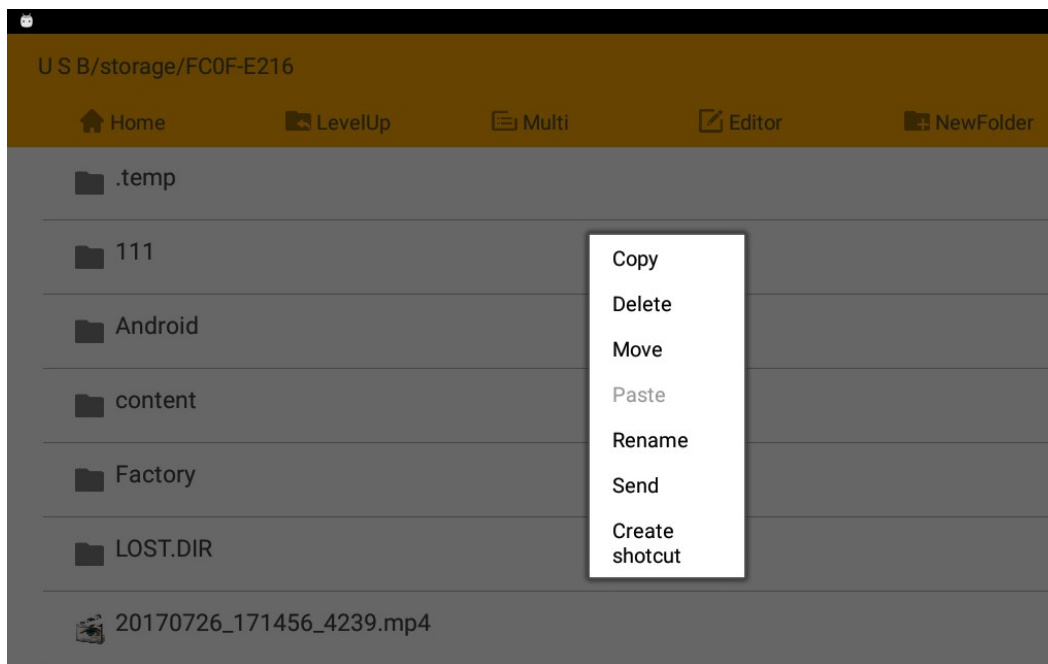 U S B/storage/FC0F-E216
Home LevelUp Multi Editor NewFolder
.temp
111
Android
content
Factory
LOST.DIR
20170726_171456_4239.mp4
Copy
Delete
Move
Paste
Rename
Send
Create
shotcut